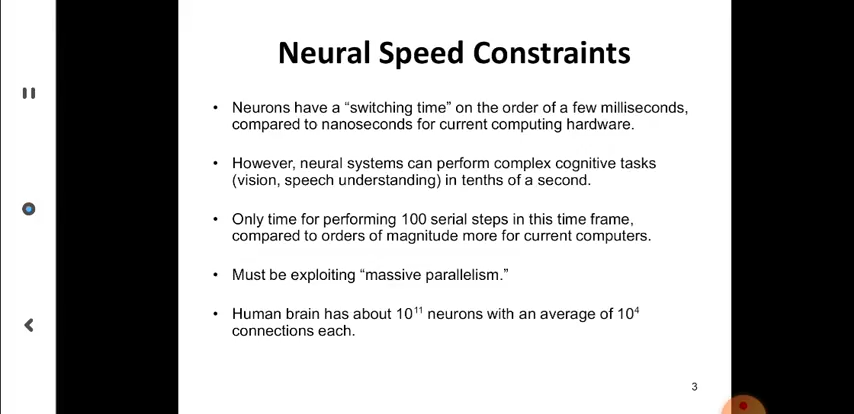 Neural Speed Constraints
• Neurons have a “switching time” on the order of a few milliseconds,
compared to nanoseconds for current computing hardware.
• However, neural systems can perform complex cognitive tasks
(vision, speech understanding) in tenths of a second.
• Only time for performing 100 serial steps in this time frame,
compared to orders of magnitude more for current computers.
• Must be exploiting “massive parallelism.”
• Human brain has about 10¹¹ neurons with an average of 10⁴
connections each.
3